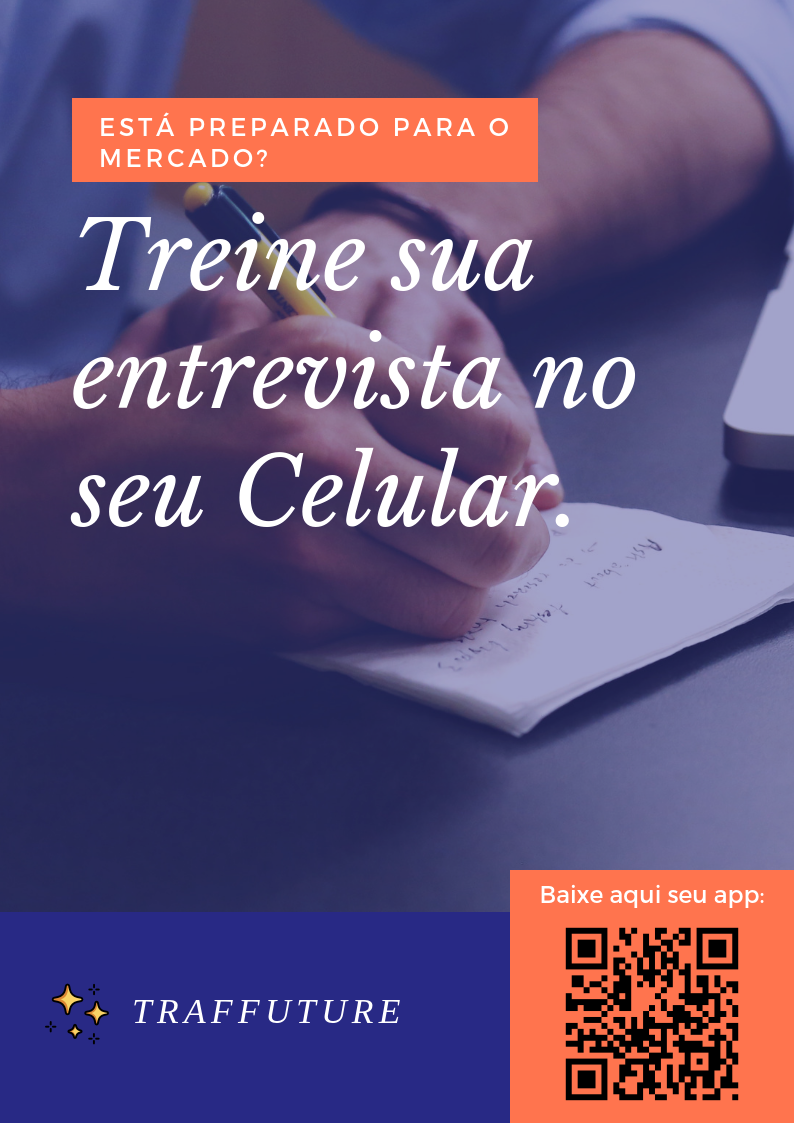 ESTÁ PREPARADO PARA O
MERCADO?
Treine sua
entrevista no
seu Celular.
Baixe aqui seu app:
TRAFFUTURE